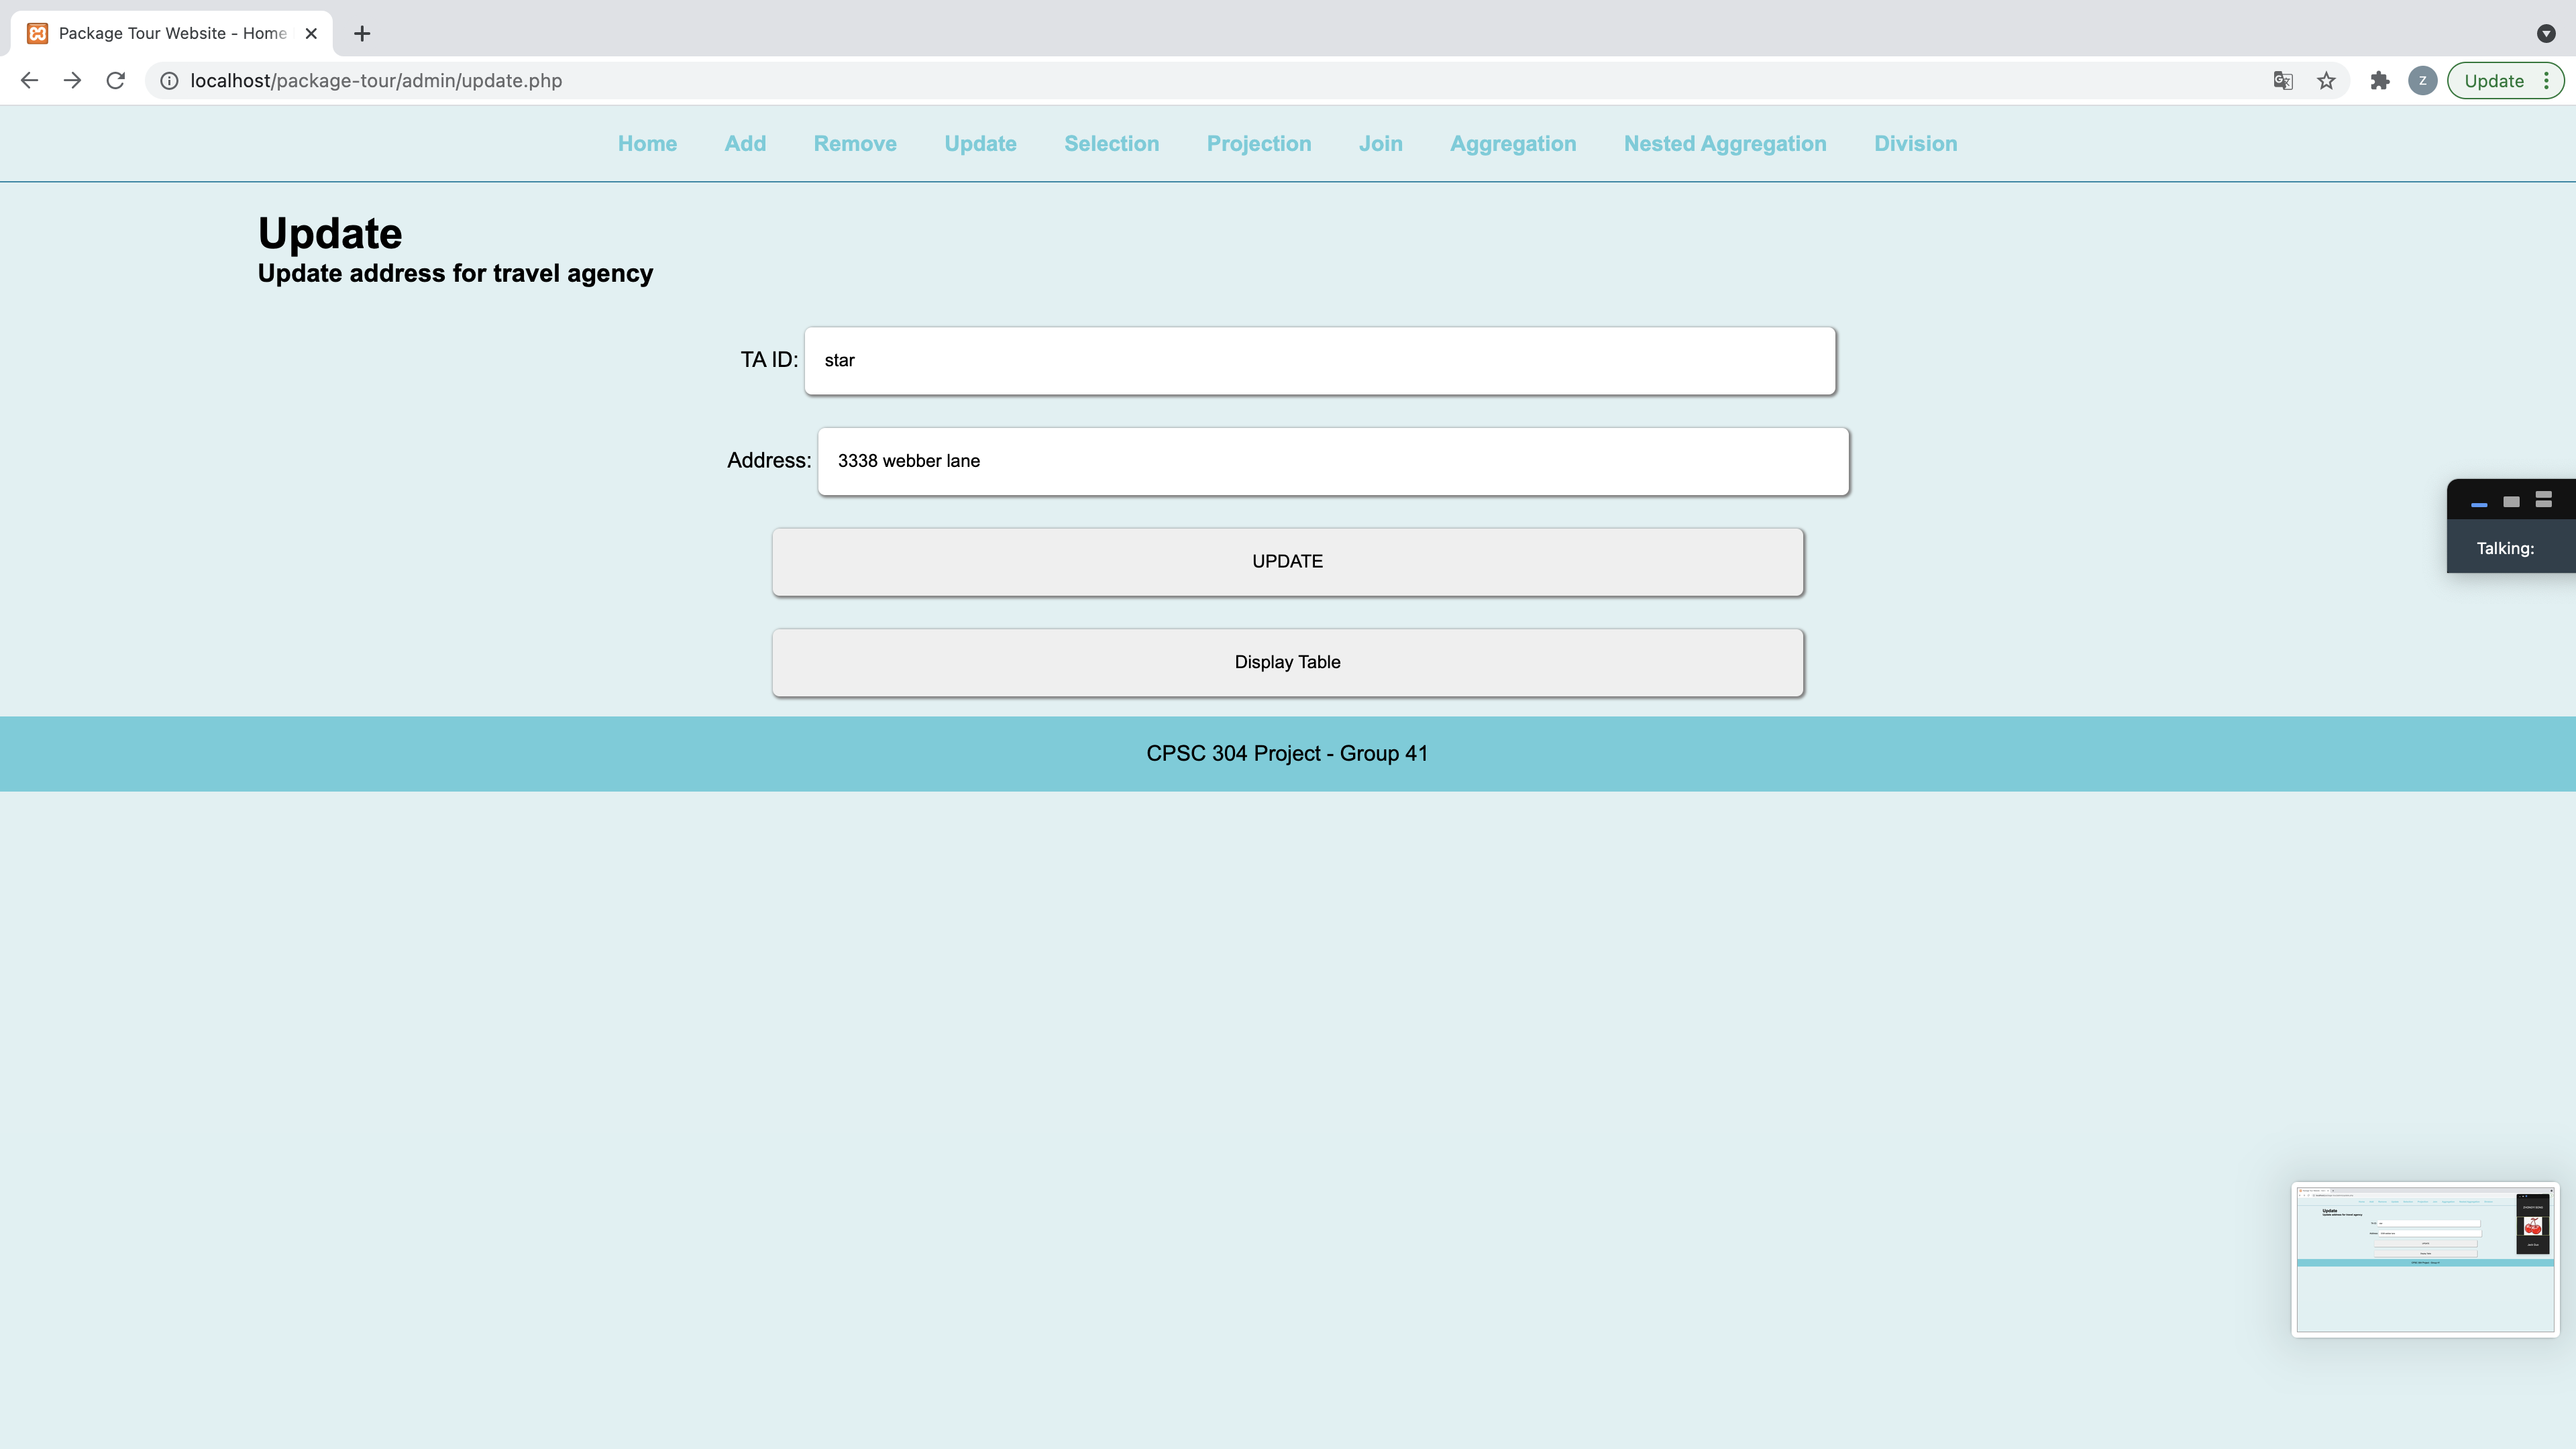 Package Tour Website - Home
localhost/package-tour/admin/update.php
Z
Update
Home Add Remove Update Selection Projection Join Aggregation Nested Aggregation Division
Update
Update address for travel agency
TA ID: star
Address: 3338 webber lane
UPDATE
Talking:
Display Table
CPSC 304 Project - Group 41
Update